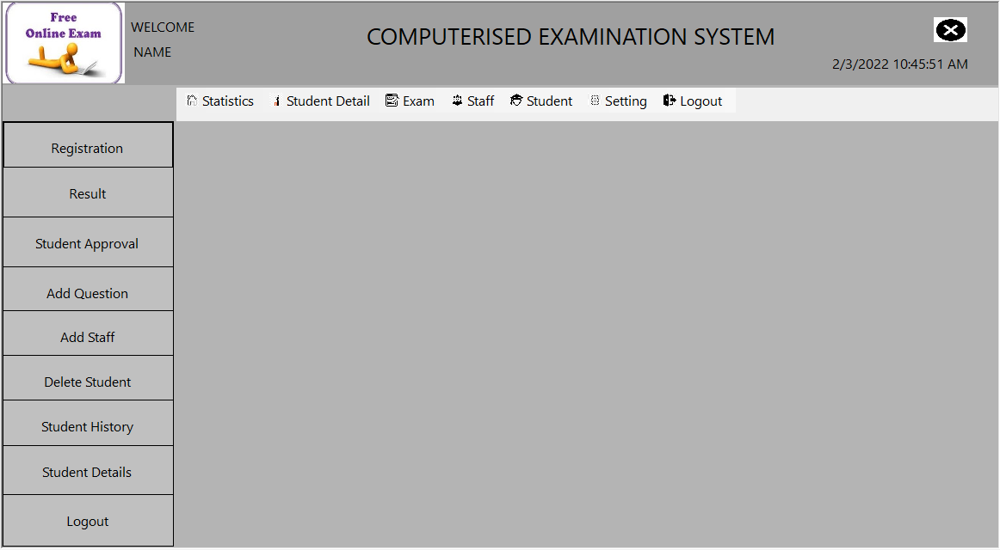 Free
Online Exam
WELCOME
NAME
COMPUTERISED EXAMINATION SYSTEM
2/3/2022 10:45:51 AM
Statistics Student Detail Exam Staff Student Setting Logout
Registration
Result
Student Approval
Add Question
Add Staff
Delete Student
Student History
Student Details
Logout